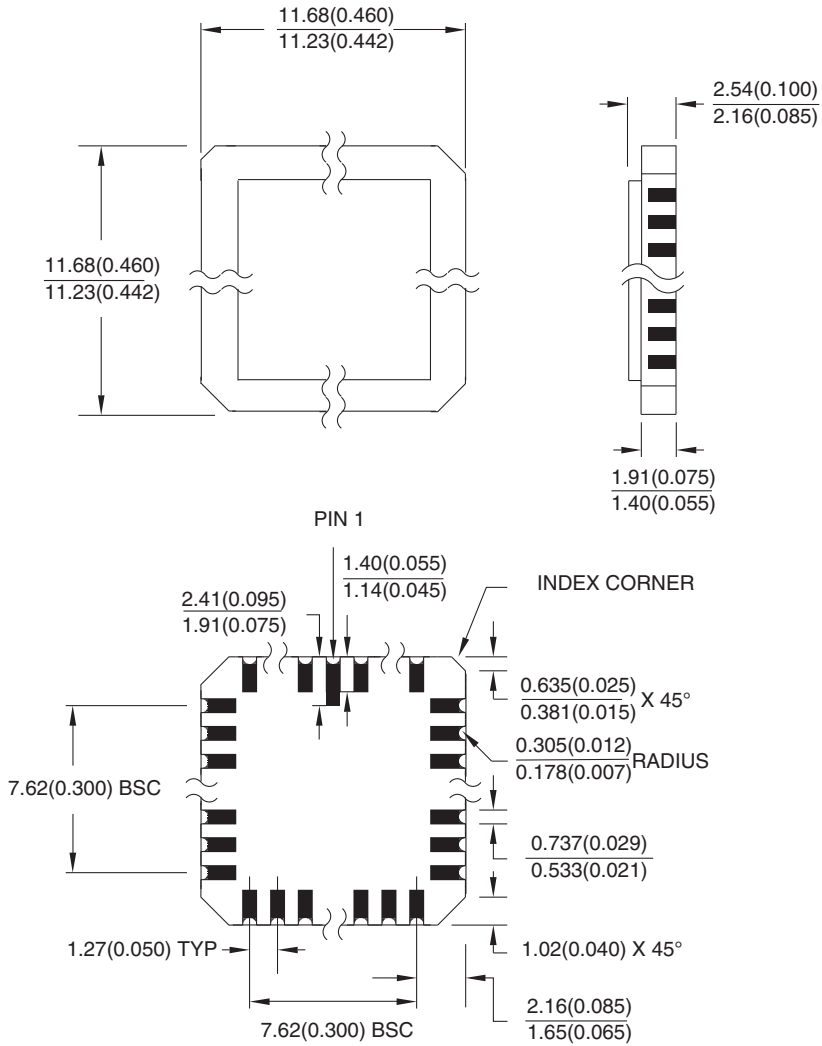 11.68(0.460)
11.23(0.442)
2.54(0.100)
2.16(0.085)
11.68(0.460)
11.23(0.442)
1.91(0.075)
1.40(0.055)
PIN 1
1.40(0.055)
1.14(0.045)
INDEX CORNER
2.41(0.095)
1.91(0.075)
0.635(0.025)
0.381(0.015) X 45°
0.305(0.012)
0.178(0.007) RADIUS
7.62(0.300) BSC
0.737(0.029)
0.533(0.021)
1.27(0.050) TYP
1.02(0.040) X 45°
7.62(0.300) BSC
2.16(0.085)
1.65(0.065)